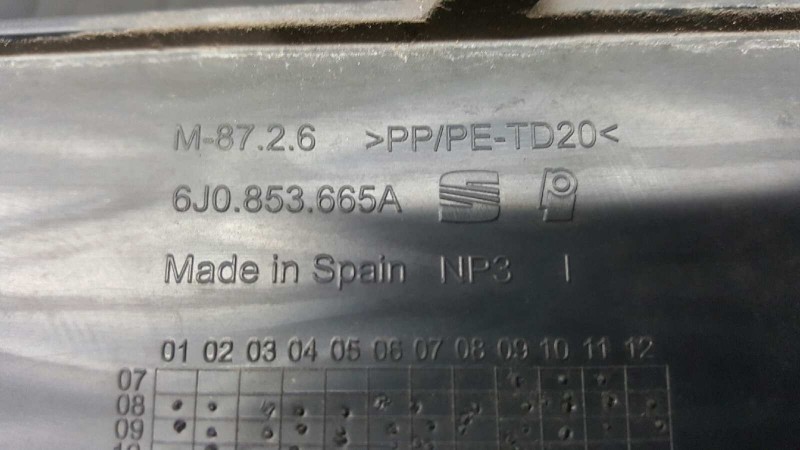 M-87.2.6 >PP/PE-TD20<
6J0.853.665A
Made in Spain NP3 I
01 02 03 04 05 06 07 08 09 10 11 12
07
08
09